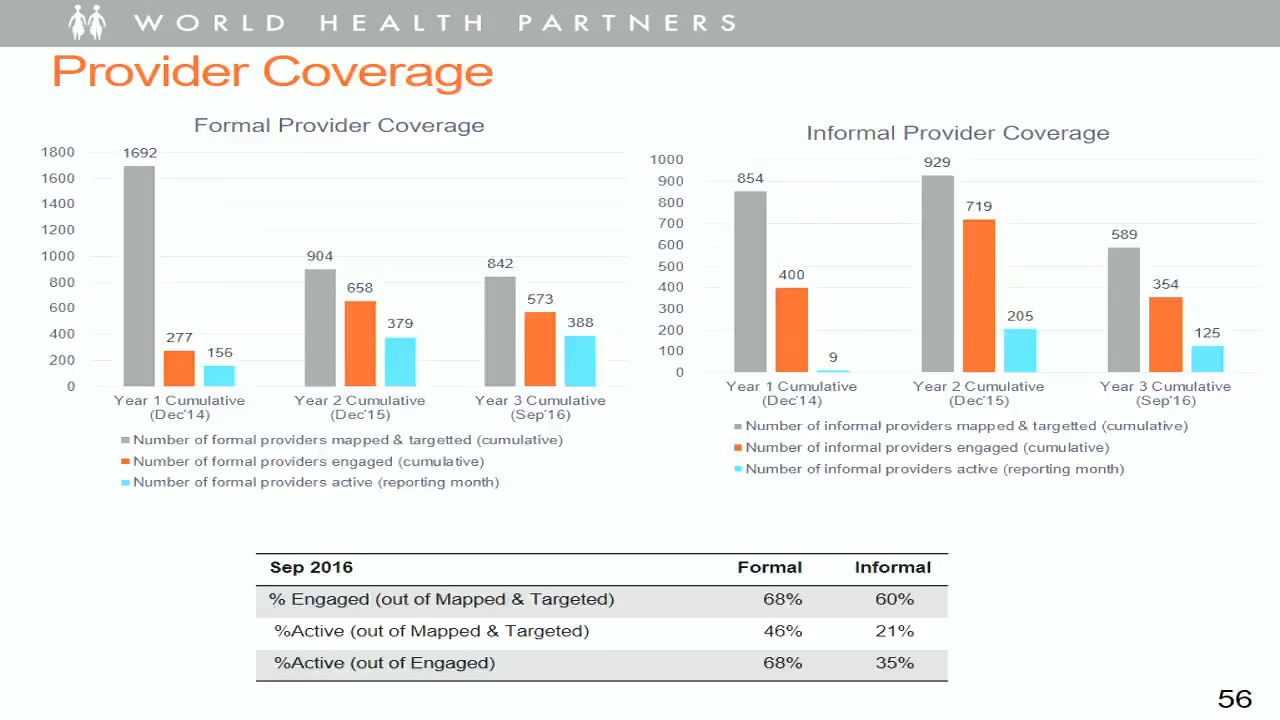 WORLD HEALTH PARTNERS
Provider Coverage
Formal Provider Coverage
1800
1600
1400
1200
1000
800
600
400
200
0
1692
277
156
904
658
379
842
573
388
Year 1 Cumulative
(Dec'14)
Year 2 Cumulative
(Dec'15)
Year 3 Cumulative
(Sep'16)
Number of formal providers mapped & targetted (cumulative)
Number of formal providers engaged (cumulative)
Number of formal providers active (reporting month)
Informal Provider Coverage
1000
900
800
700
600
500
400
300
200
100
0
854
400
9
929
719
205
589
354
125
Year 1 Cumulative
(Dec'14)
Year 2 Cumulative
(Dec'15)
Year 3 Cumulative
(Sep'16)
Number of informal providers mapped & targetted (cumulative)
Number of informal providers engaged (cumulative)
Number of informal providers active (reporting month)
Sep 2016 Formal Informal
% Engaged (out of Mapped & Targeted) 68% 60%
%Active (out of Mapped & Targeted) 46% 21%
%Active (out of Engaged) 68% 35%
56